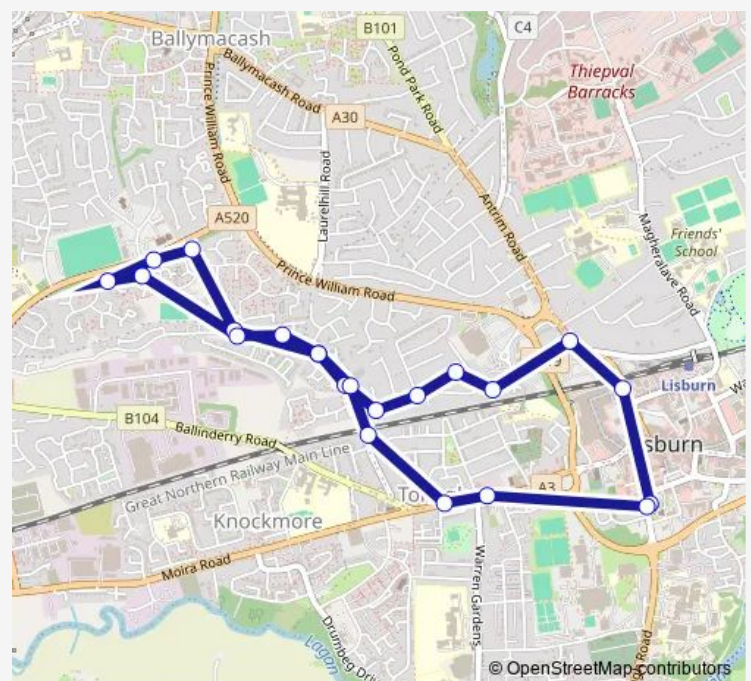 Ballymacash
B101
C4
Thiepval
Barracks
Ballymacash Road
A30
Pond Park Road
Prince William Road
Laurelhill Road
Antrim Road
Magheralave Road
Friends'
School
A520
Prince William Road
Lisburn
B104
Ballinderry Road
Great Northern Railway Main Line
A3
sburn
Knockmore
Moira Road
Warren Gardens
Drumbeg Dri
Lagan
Road
© OpenStreetMap contributors